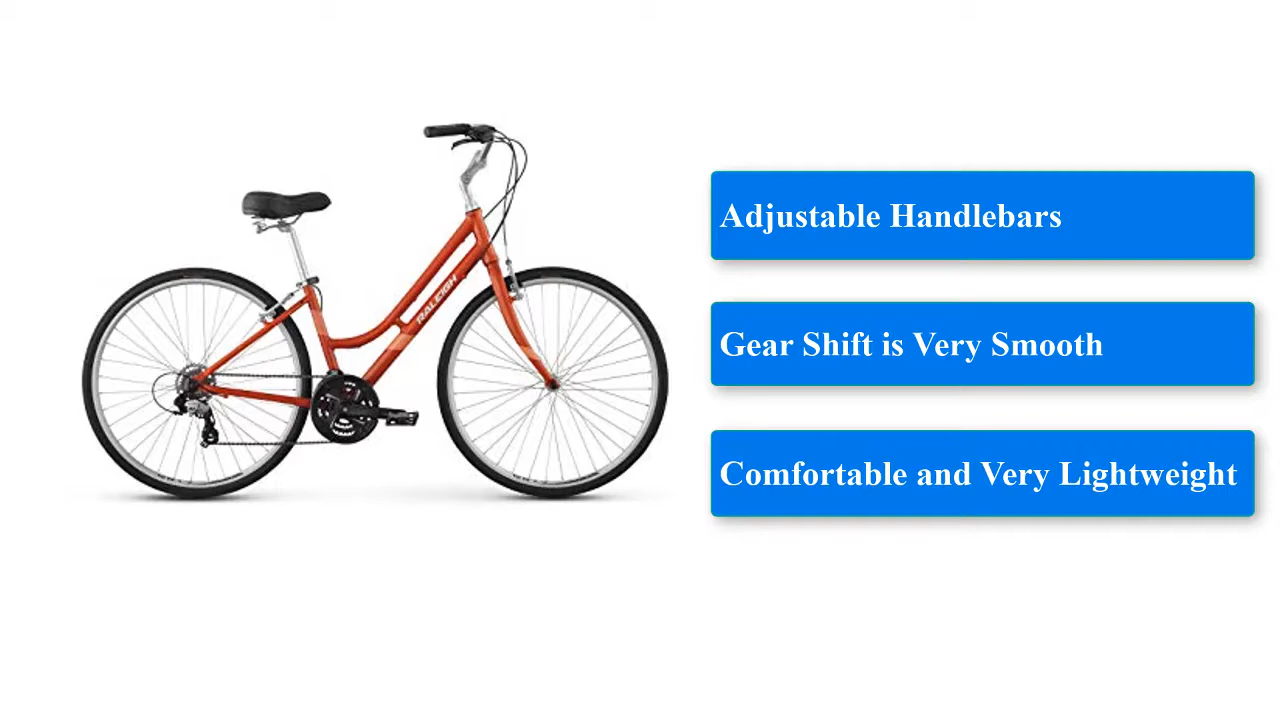 Adjustable Handlebars
RALEIGH
Gear Shift is Very Smooth
Comfortable and Very Lightweight